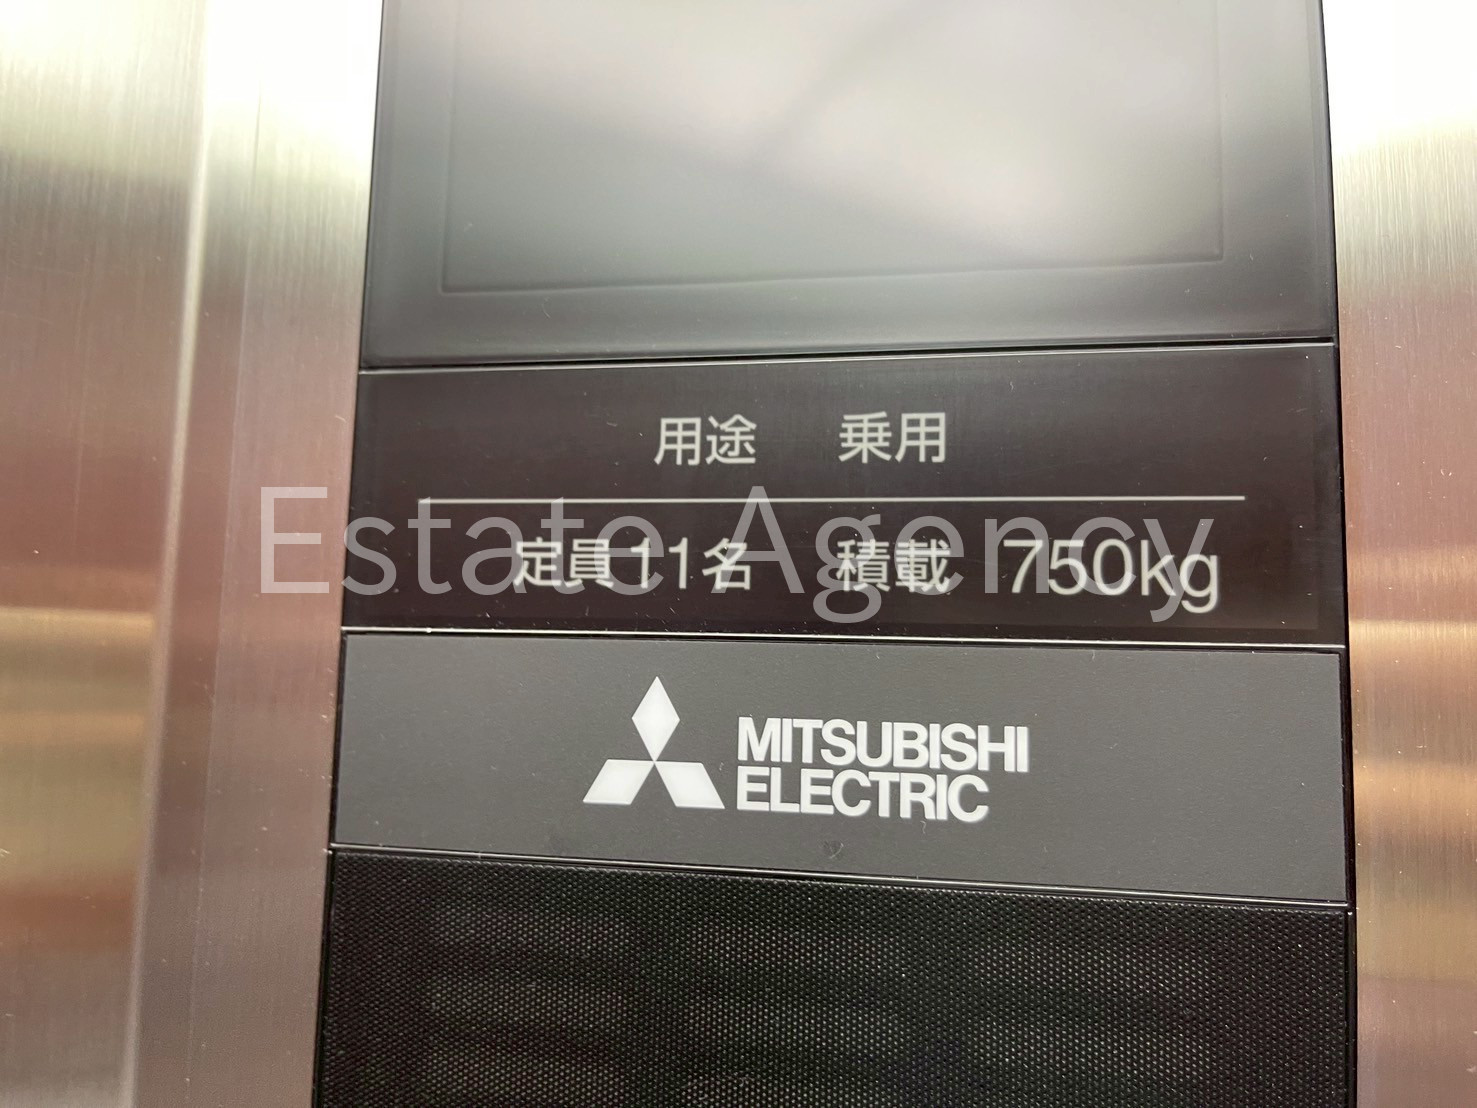 用途 乗用
定員11名 積載 750kg
Estate Agency
MITSUBISHI
ELECTRIC